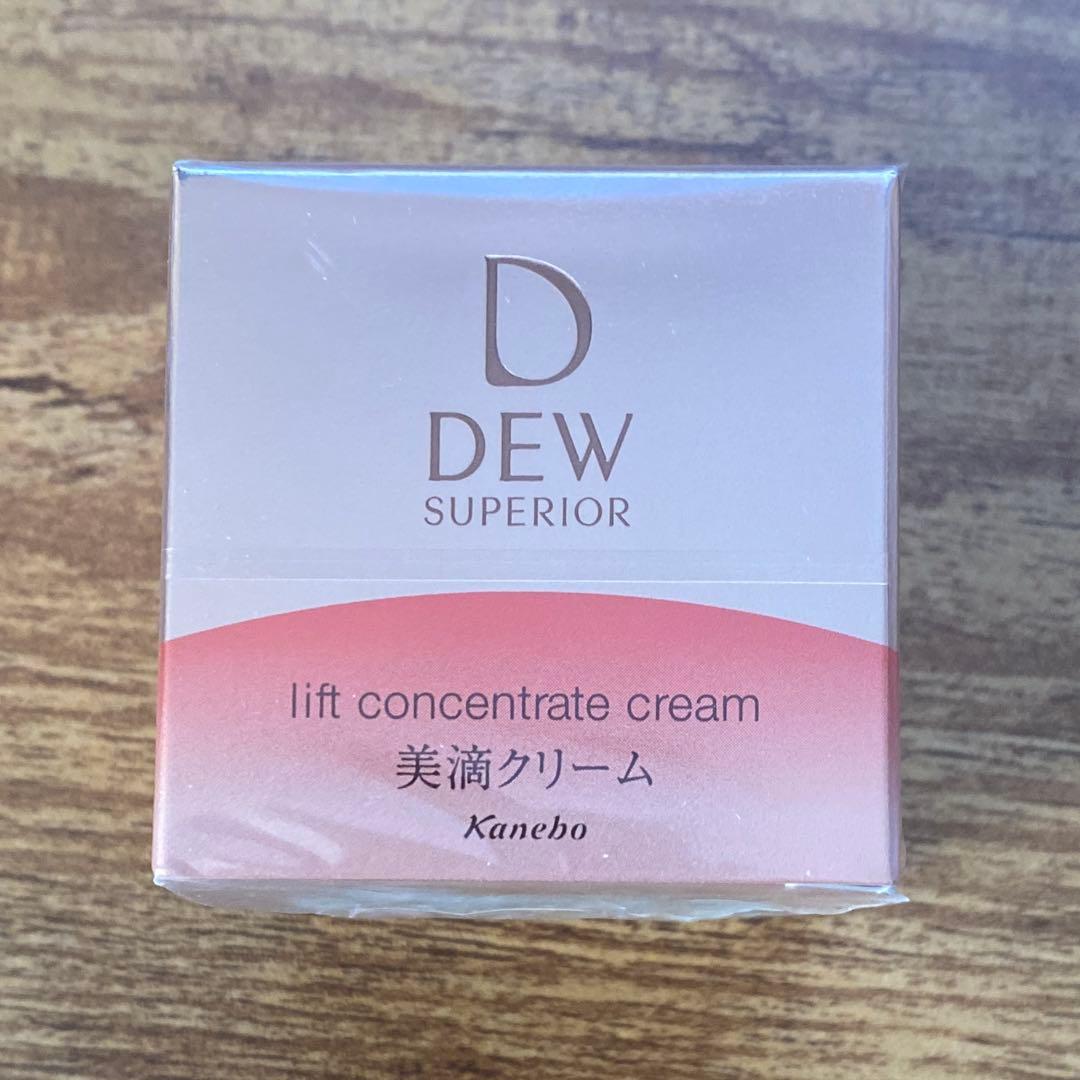 D
DEW
SUPERIOR
lift concentrate cream
美滴クリーム
Kanebo